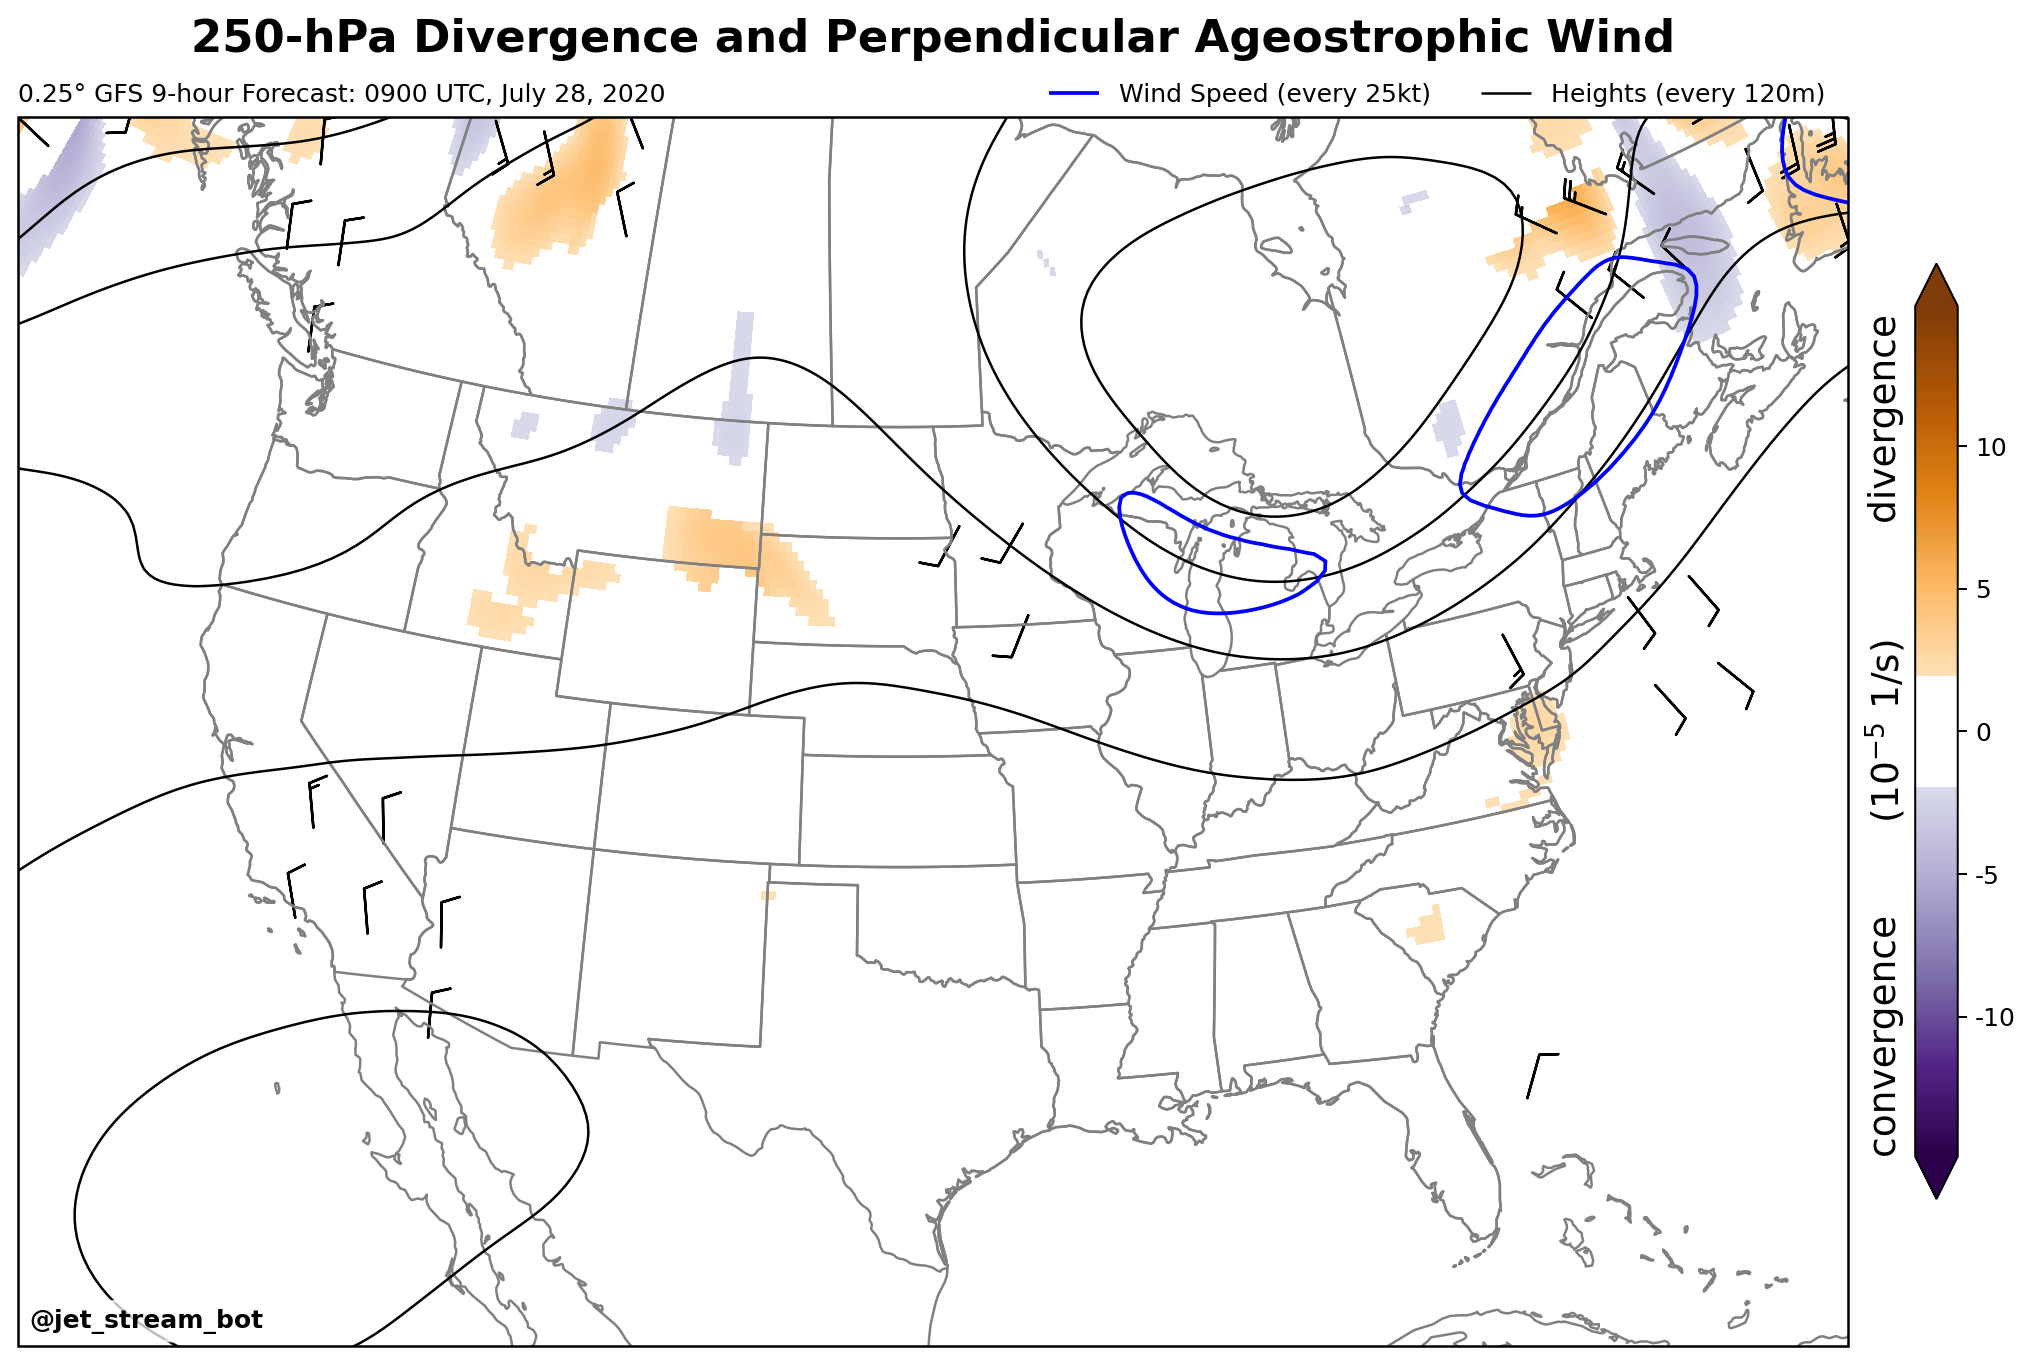 250-hPa Divergence and Perpendicular Ageostrophic Wind
0.25° GFS 9-hour Forecast: 0900 UTC, July 28, 2020
Wind Speed (every 25kt)
Heights (every 120m)
divergence
(10⁻⁵ 1/s)
convergence
10
5
0
-5
-10
@jet_stream_bot